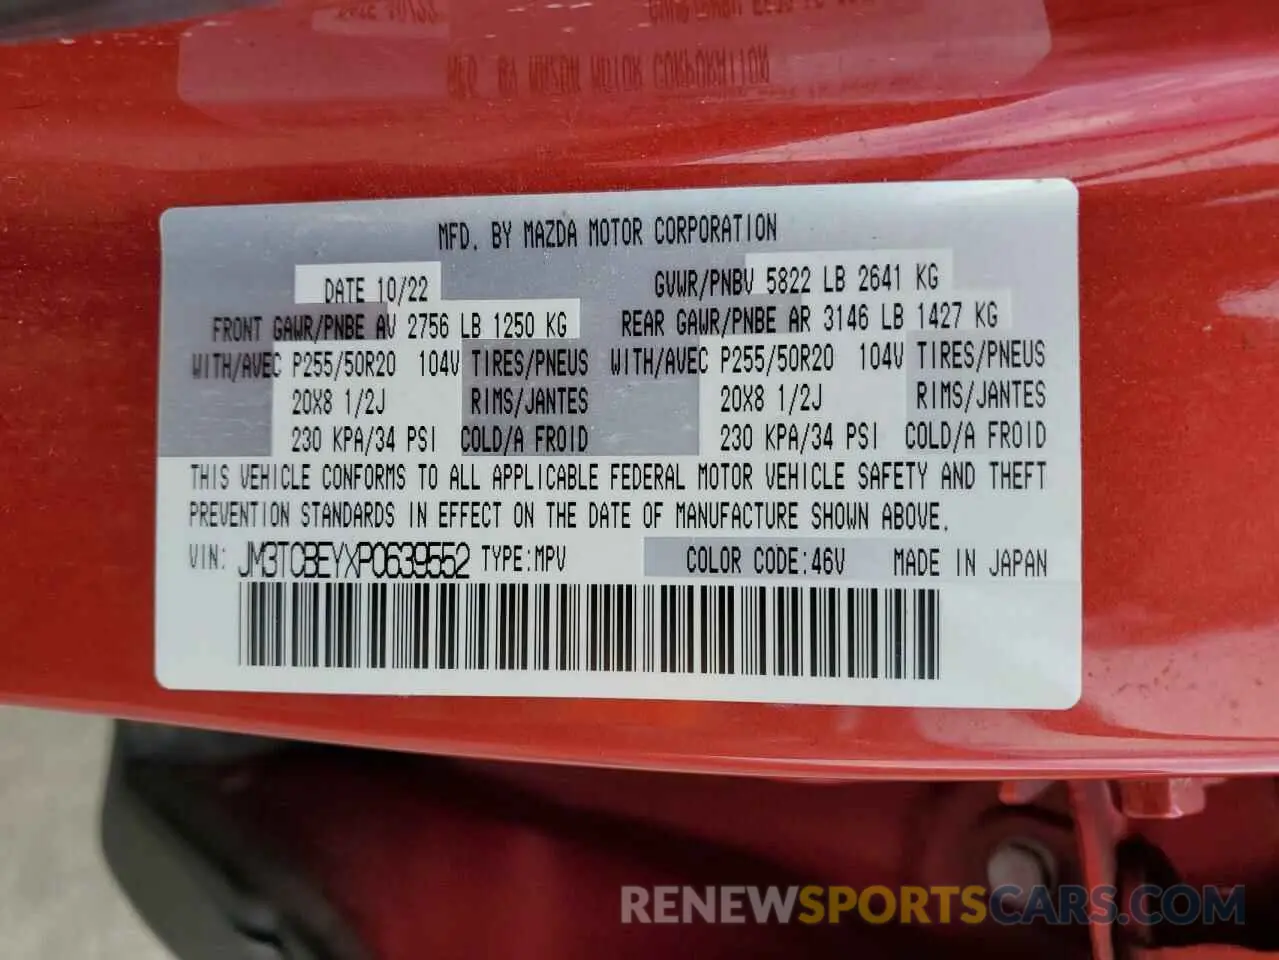 MFD. BY MAZDA MOTOR CORPORATION
DATE 10/22 GVWR/PNBV 5822 LB 2641 KG
FRONT GAWR/PNBE AV 2756 LB 1250 KG REAR GAWR/PNBE AR 3146 LB 1427 KG
WITH/AVEC P255/50R20 104V TIRES/PNEUS WITH/AVEC P255/50R20 104V TIRES/PNEUS
20X8 1/2J RIMS/JANTES 20X8 1/2J RIMS/JANTES
230 KPA/34 PSI COLD/A FROID 230 KPA/34 PSI COLD/A FROID
THIS VEHICLE CONFORMS TO ALL APPLICABLE FEDERAL MOTOR VEHICLE SAFETY AND THEFT
PREVENTION STANDARDS IN EFFECT ON THE DATE OF MANUFACTURE SHOWN ABOVE.
VIN: JM3TCBEYXP0639552 TYPE:MPV COLOR CODE:46V MADE IN JAPAN
RENEWSPORTSCARS.COM